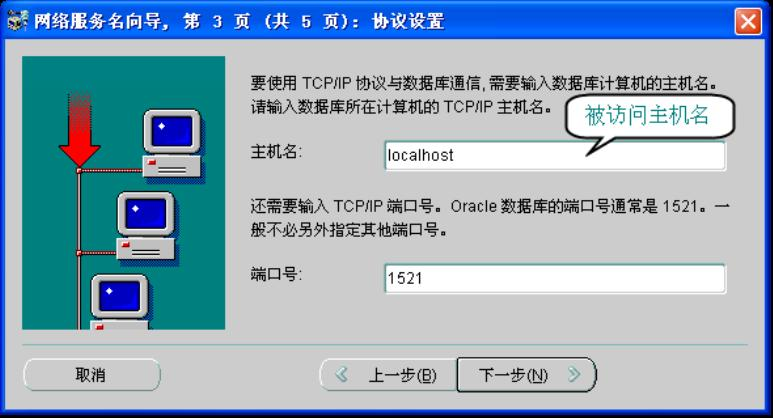 网络服务名向导, 第 3 页 (共 5 页): 协议设置
要使用 TCP/IP 协议与数据库通信, 需要输入数据库计算机的主机名。
请输入数据库所在计算机的 TCP/IP 主机名。
被访问主机名
主机名:
localhost
还需要输入 TCP/IP 端口号。Oracle 数据库的端口号通常是 1521。一
般不必另外指定其他端口号。
端口号:
1521
取消
上一步(B)
下一步(N)